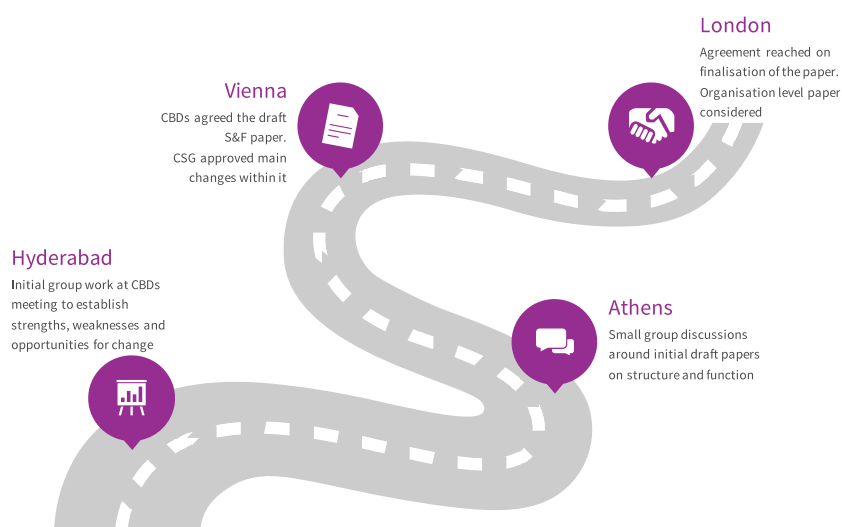 London
Agreement reached on
finalisation of the paper.
Organisation level paper
considered
Vienna
CBDs agreed the draft
S&F paper.
CSG approved main
changes within it
Hyderabad
Initial group work at CBDs
meeting to establish
strengths, weaknesses and
opportunities for change
Athens
Small group discussions
around initial draft papers
on structure and function